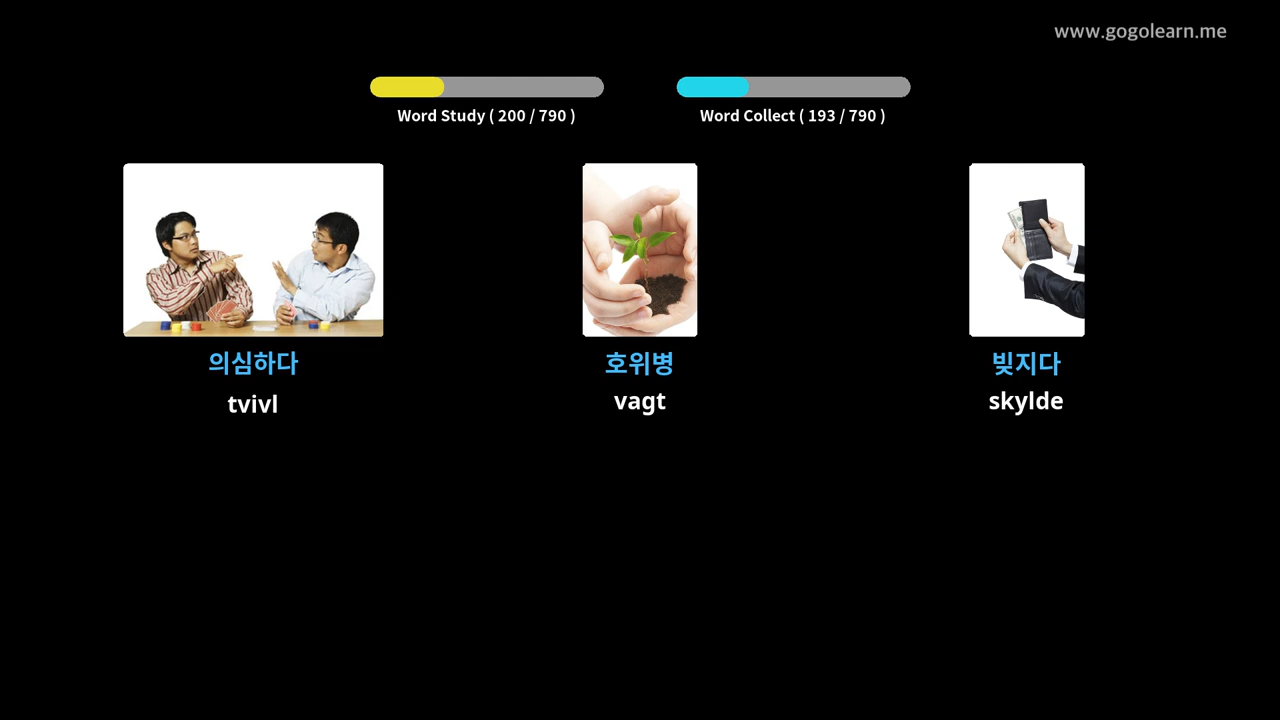 www.gogolearn.me
Word Study ( 200 / 790 )
Word Collect ( 193 / 790 )
의심하다
tvivl
호위병
vagt
빚지다
skylde